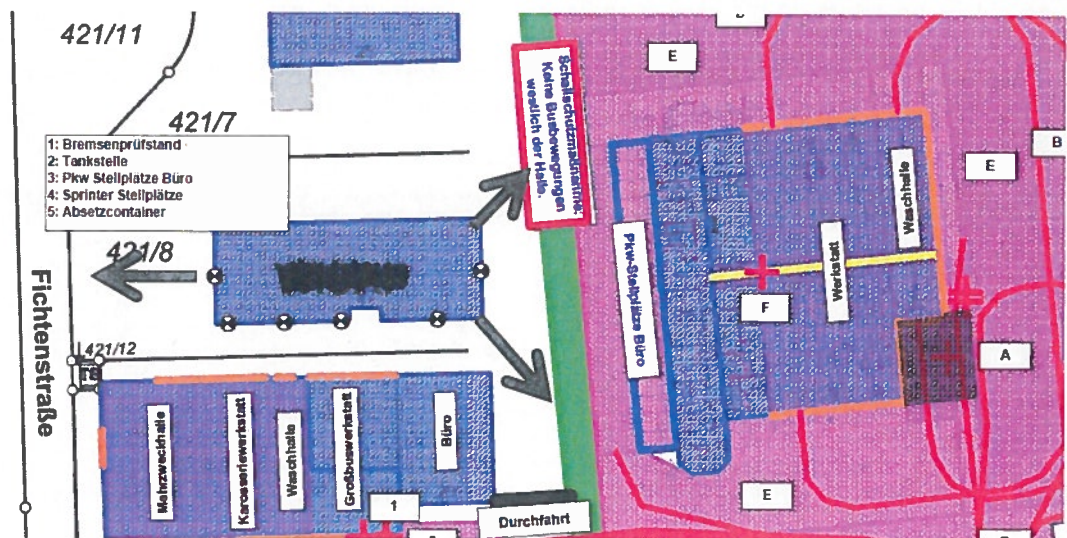 421/11
E
D
Schallschutzmaßnahme:
Keine Busbewegungen
westlich der Halle.
421/7
1: Bremsenprüfstand
2: Tankstelle
3: Pkw Stellplätze Büro
4: Sprinter Stellplätze
5: Absetzcontainer
B
E
Waschhalle
421/8
Pkw-Stellplätze Büro
Werkstatt
F
Fichtenstraße
421/12
A
Mehrzweckhalle
Karosseriewerkstatt
Waschhalle
Großbuswerkstatt
Büro
E
1
Durchfahrt